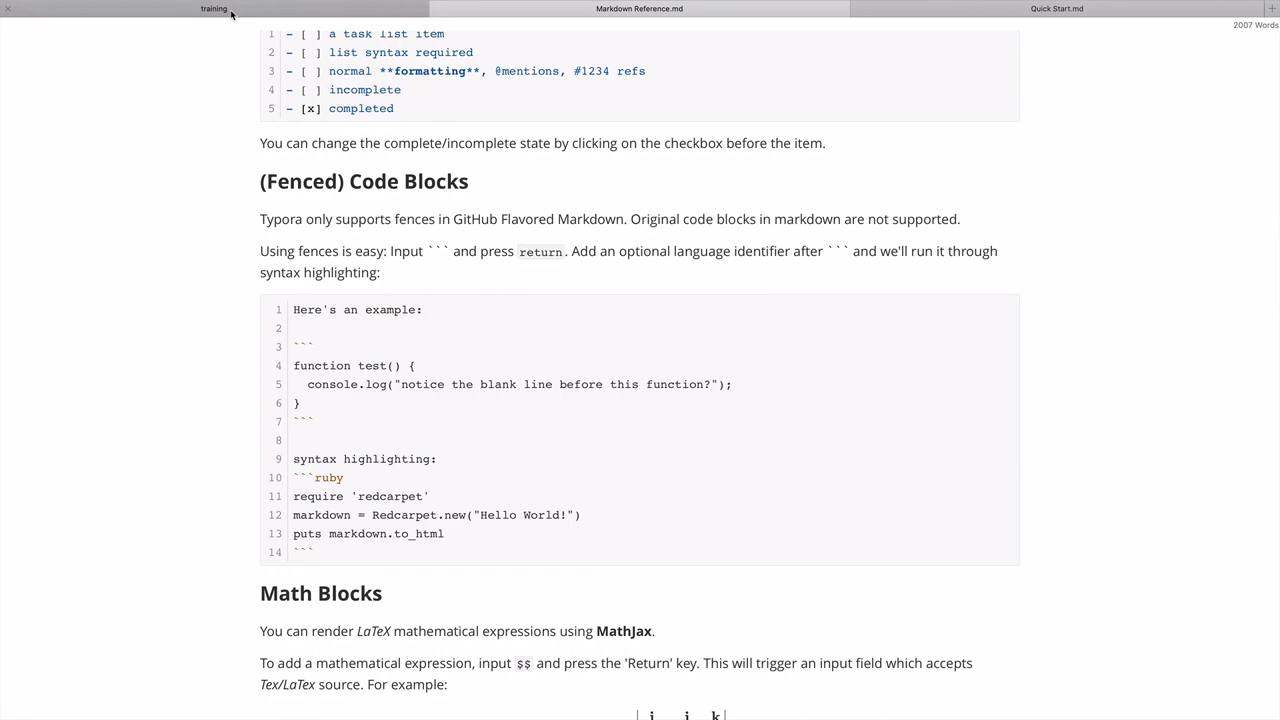 training
Markdown Reference.md
Quick Start.md
2007 Words
1 - [ ] a task list item
2 - [ ] list syntax required
3 - [ ] normal **formatting**, @mentions, #1234 refs
4 - [ ] incomplete
5 - [x] completed
You can change the complete/incomplete state by clicking on the checkbox before the item.
(Fenced) Code Blocks
Typora only supports fences in GitHub Flavored Markdown. Original code blocks in markdown are not supported.
Using fences is easy: Input ``` and press return. Add an optional language identifier after ``` and we'll run it through
syntax highlighting:
1 Here's an example:
2
3 ```
4 function test() {
5   console.log("notice the blank line before this function?");
6 }
7 ```
8
9 syntax highlighting:
10 ```ruby
11 require 'redcarpet'
12 markdown = Redcarpet.new("Hello World!")
13 puts markdown.to_html
14 ```
Math Blocks
You can render LaTeX mathematical expressions using MathJax.
To add a mathematical expression, input $$ and press the 'Return' key. This will trigger an input field which accepts
Tex/LaTex source. For example:
i j k